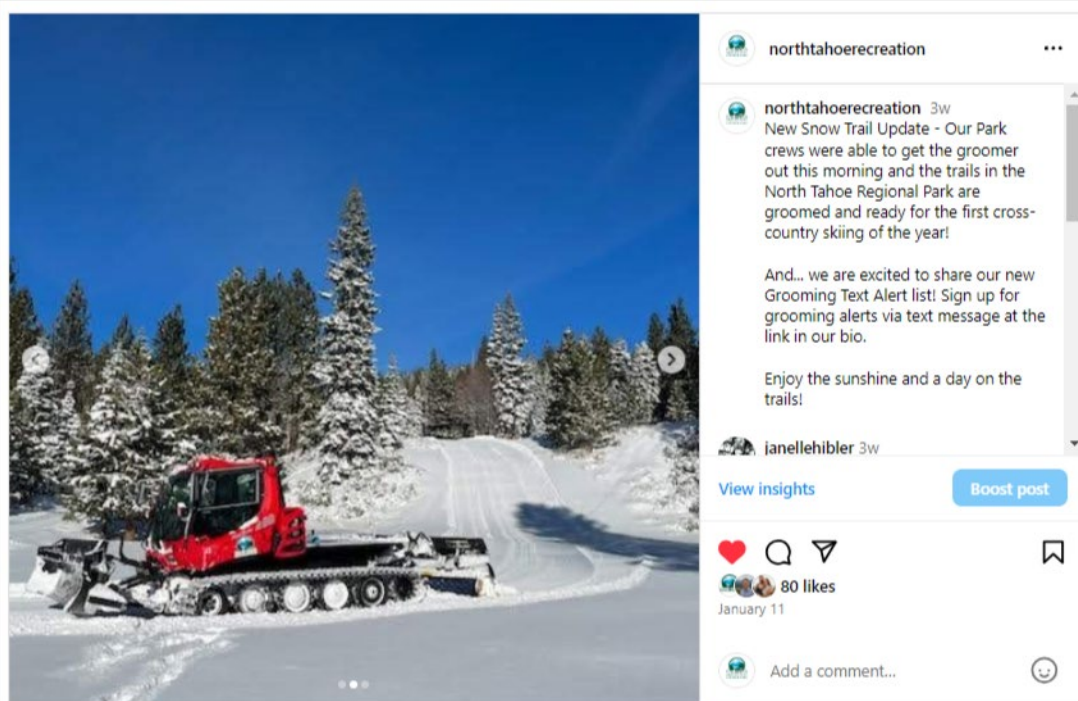 northtahoerecreation
northtahoerecreation 3w
New Snow Trail Update - Our Park
crews were able to get the groomer
out this morning and the trails in the
North Tahoe Regional Park are
groomed and ready for the first cross-
country skiing of the year!
And... we are excited to share our new
Grooming Text Alert list! Sign up for
grooming alerts via text message at the
link in our bio.
Enjoy the sunshine and a day on the
trails!
janellehibler 3w
View insights
Boost post
80 likes
January 11
Add a comment...